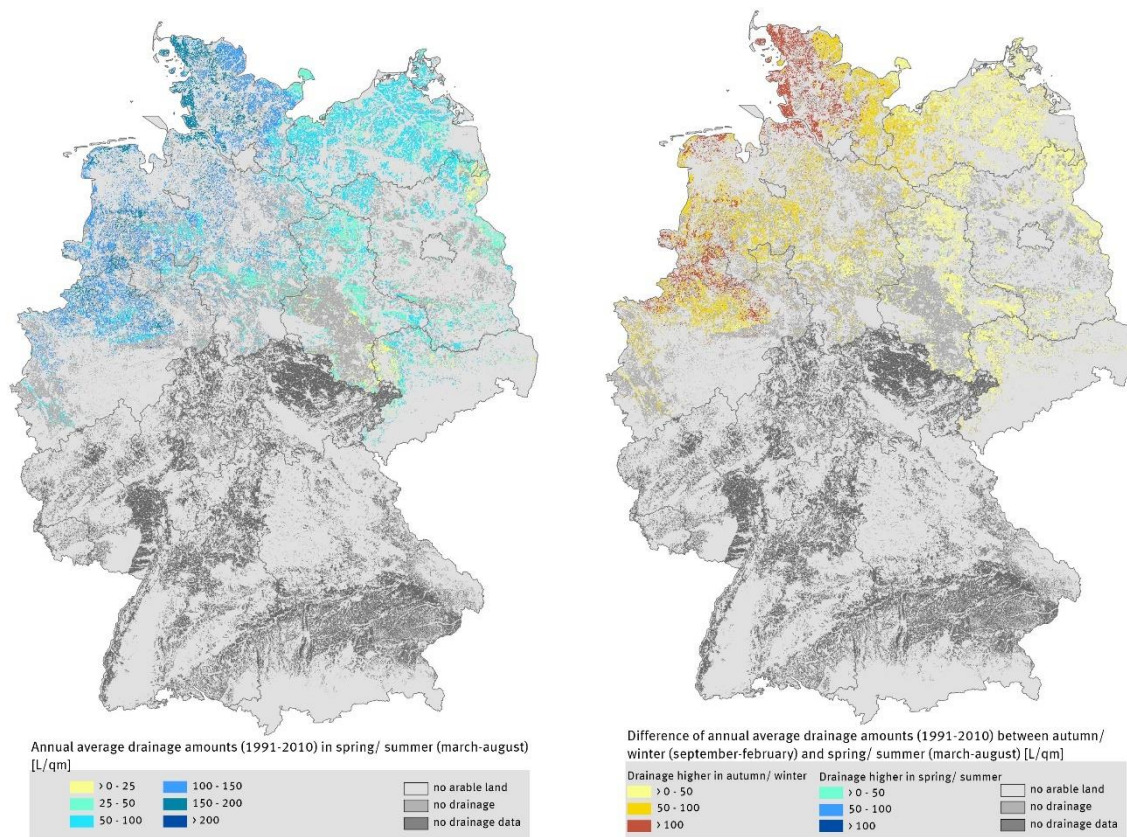 Annual average drainage amounts (1991-2010) in spring/ summer (march-august)
[L/qm]
> 0 - 25
25 - 50
50 - 100
100 - 150
150 - 200
> 200
no arable land
no drainage
no drainage data
Difference of annual average drainage amounts (1991-2010) between autumn/
winter (september-february) and spring/ summer (march-august) [L/qm]
Drainage higher in autumn/ winter
> 0 - 50
50 - 100
> 100
Drainage higher in spring/ summer
> 0 - 50
50 - 100
> 100
no arable land
no drainage
no drainage data